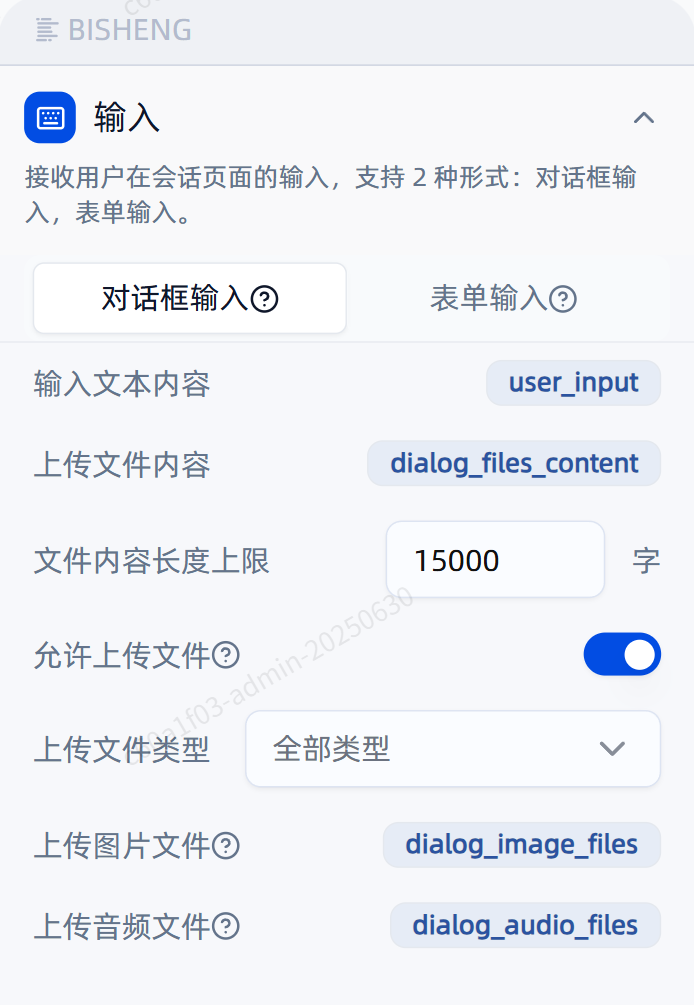 BISHENG
输入
接收用户在会话页面的输入，支持 2 种形式：对话框输
入，表单输入。
对话框输入 表单输入
输入文本内容 user_input
上传文件内容 dialog_files_content
文件内容长度上限 15000 字
允许上传文件
上传文件类型 全部类型
上传图片文件 dialog_image_files
上传音频文件 dialog_audio_files